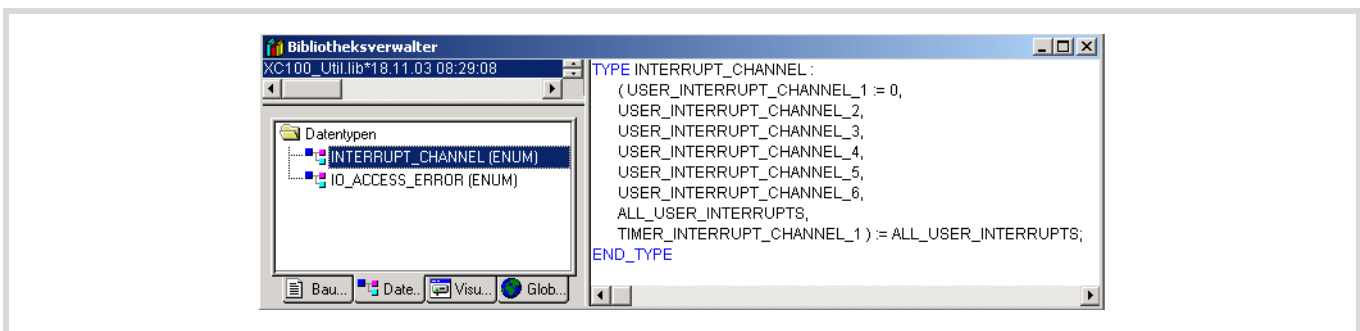 Bibliotheksverwalter
XC100_Util.lib*18.11.03 08:29:08
Datentypen
INTERRUPT_CHANNEL (ENUM)
IO_ACCESS_ERROR (ENUM)
Bau... Date.. Visu... Glob...
TYPE INTERRUPT_CHANNEL :
( USER_INTERRUPT_CHANNEL_1 := 0,
USER_INTERRUPT_CHANNEL_2,
USER_INTERRUPT_CHANNEL_3,
USER_INTERRUPT_CHANNEL_4,
USER_INTERRUPT_CHANNEL_5,
USER_INTERRUPT_CHANNEL_6,
ALL_USER_INTERRUPTS,
TIMER_INTERRUPT_CHANNEL_1 ) := ALL_USER_INTERRUPTS;
END_TYPE